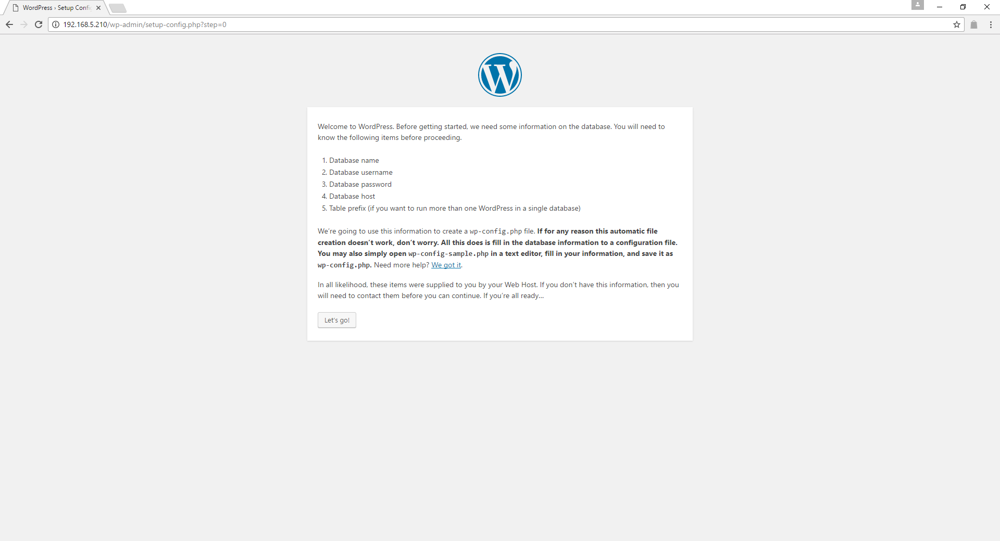 WordPress › Setup Confi
192.168.5.210/wp-admin/setup-config.php?step=0
Welcome to WordPress. Before getting started, we need some information on the database. You will need to
know the following items before proceeding.
1. Database name
2. Database username
3. Database password
4. Database host
5. Table prefix (if you want to run more than one WordPress in a single database)
We’re going to use this information to create a wp-config.php file. If for any reason this automatic file
creation doesn’t work, don’t worry. All this does is fill in the database information to a configuration file.
You may also simply open wp-config-sample.php in a text editor, fill in your information, and save it as
wp-config.php. Need more help? We got it.
In all likelihood, these items were supplied to you by your Web Host. If you don’t have this information, then you
will need to contact them before you can continue. If you’re all ready…
Let’s go!